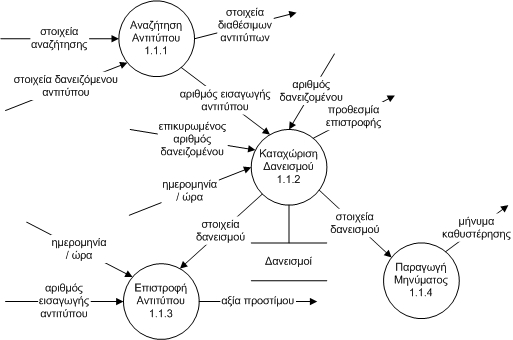 στοιχεία
αναζήτησης
Αναζήτηση
Αντιτύπου
1.1.1
στοιχεία
διαθέσιμων
αντιτύπων
στοιχεία δανειζόμενου
αντιτύπου
αριθμός εισαγωγής
αντιτύπου
αριθμός
δανειζομένου
προθεσμία
επιστροφής
επικυρωμένος
αριθμός
δανειζομένου
Καταχώριση
Δανεισμού
1.1.2
ημερομηνία
/ ώρα
στοιχεία
δανεισμού
στοιχεία
δανεισμού
μήνυμα
καθυστέρησης
ημερομηνία
/ ώρα
Δανεισμοί
αριθμός
εισαγωγής
αντιτύπου
Επιστροφή
Αντιτύπου
1.1.3
αξία προστίμου
Παραγωγή
Μηνύματος
1.1.4